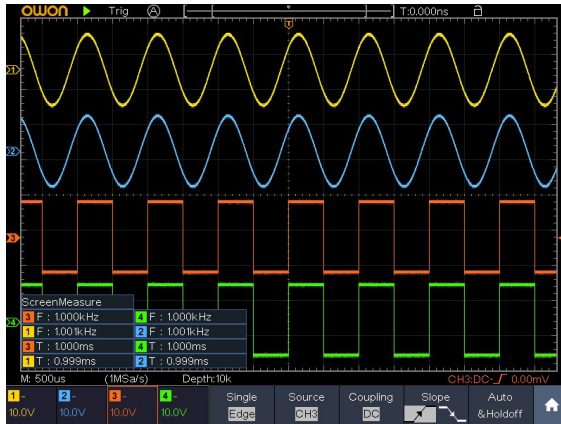 owon Trig A T:0.000ns
T
1
2
3
4
ScreenMeasure
3 F : 1.000kHz 4 F : 1.000kHz
1 F : 1.001kHz 2 F : 1.001kHz
3 T : 1.000ms 4 T : 1.000ms
1 T : 0.999ms 2 T : 0.999ms
M: 500us (1MSa/s) Depth:10k CH3:DC- 0.00mV
1 - 2 - 3 - 4 - Single Source Coupling Slope Auto
10.0V 10.0V 10.0V 10.0V Edge CH3 DC &Holdoff